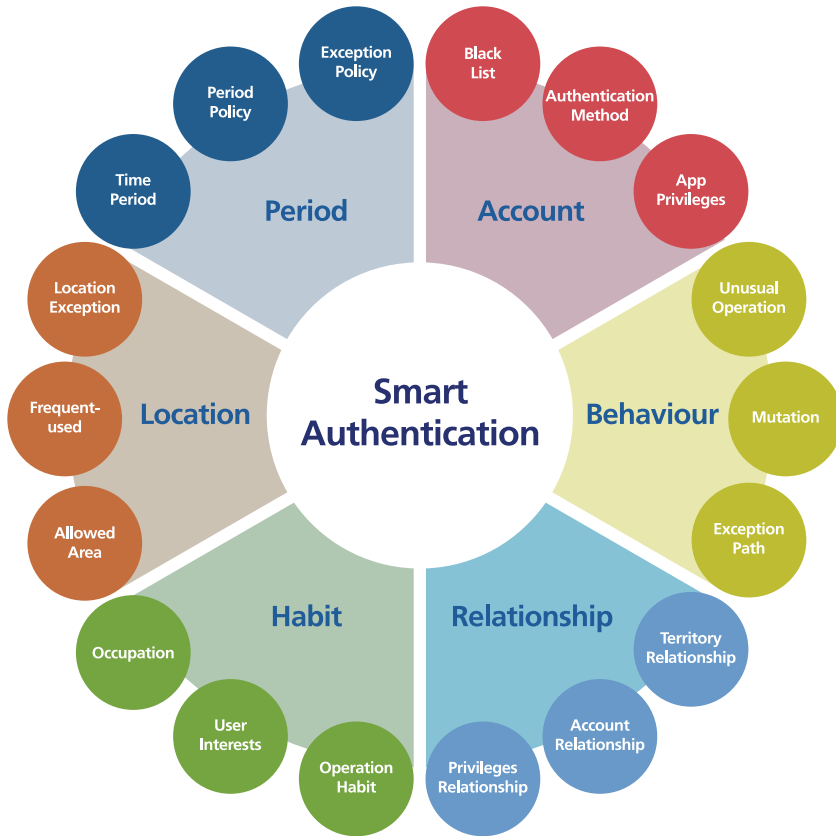 Exception
Policy
Black
List
Period
Policy
Authentication
Method
Time
Period
App
Privileges
Period
Account
Location
Exception
Unusual
Operation
Frequent-
used
Location
Smart
Authentication
Behaviour
Mutation
Allowed
Area
Exception
Path
Habit
Relationship
Occupation
Territory
Relationship
User
Interests
Account
Relationship
Operation
Habit
Privileges
Relationship